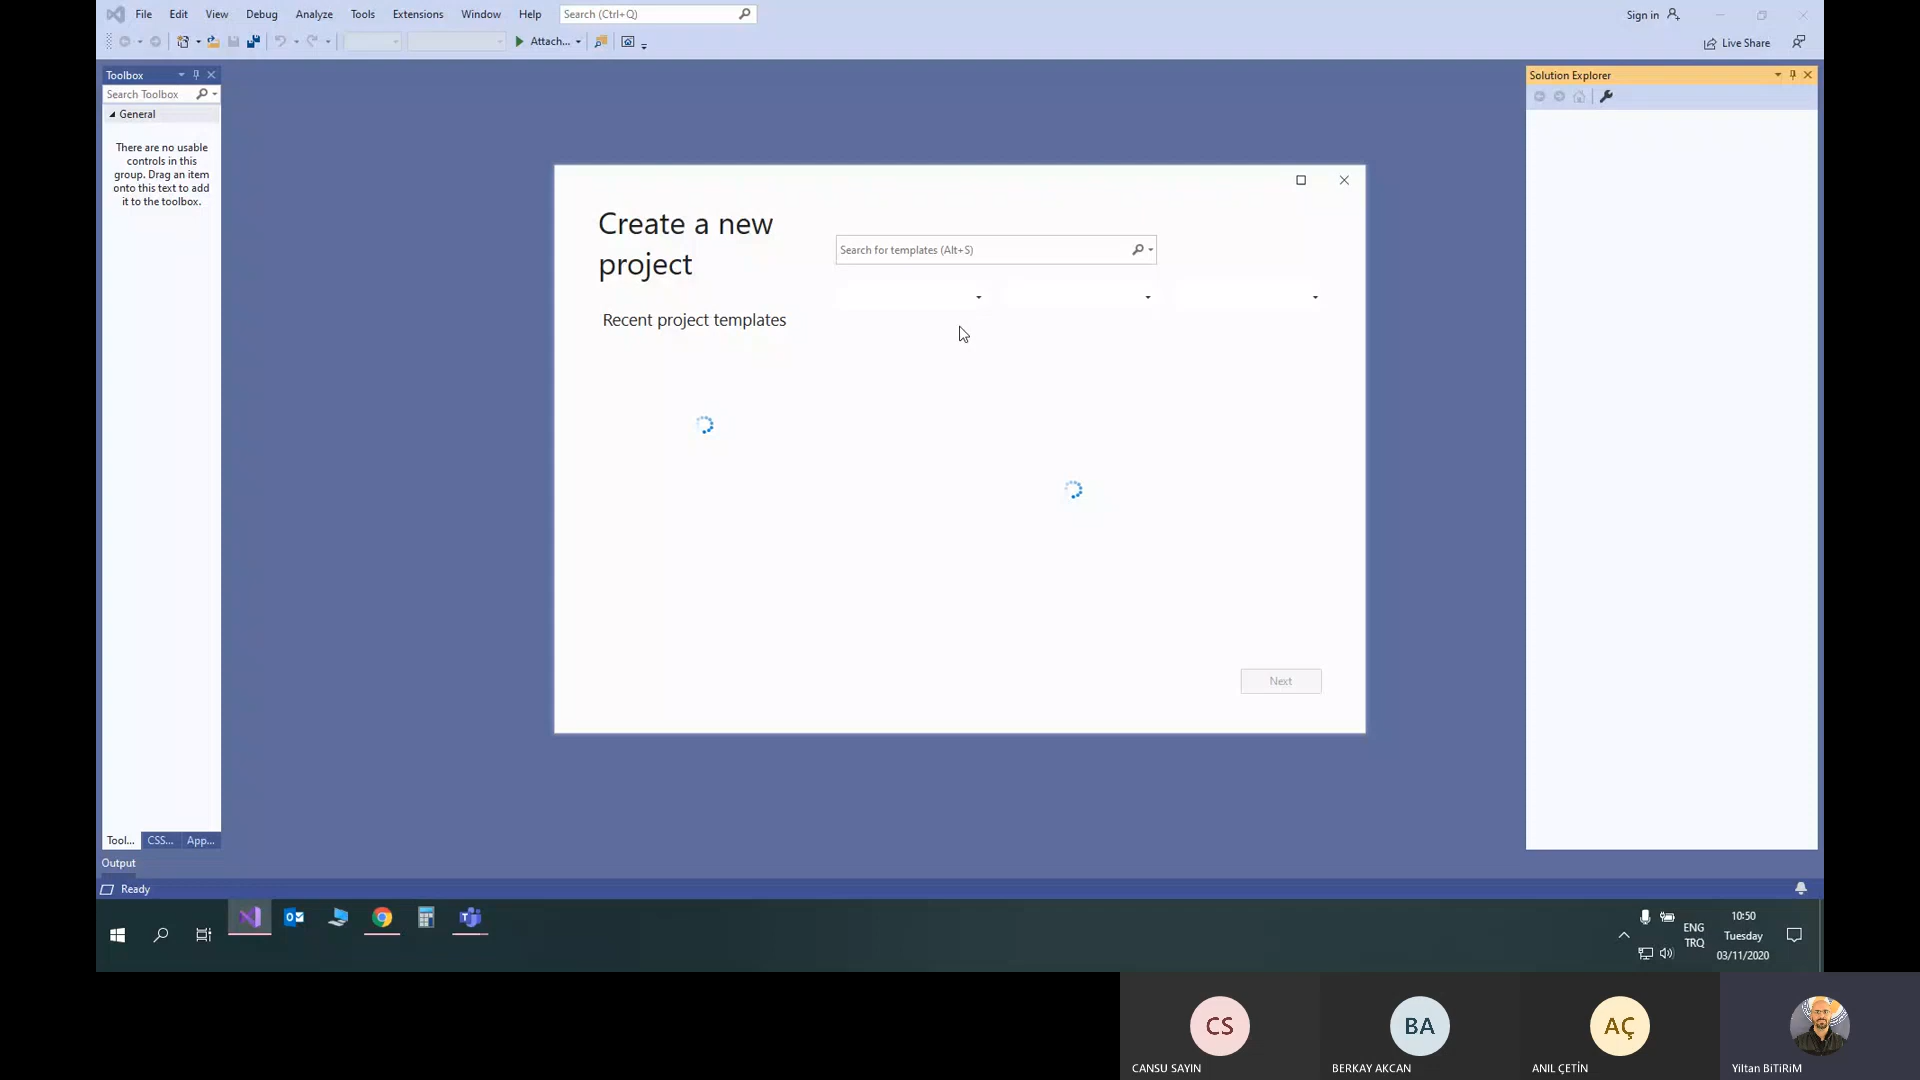 File Edit View Debug Analyze Tools Extensions Window Help Search (Ctrl+Q) Sign in
Attach... Live Share
Toolbox
Search Toolbox
General
There are no usable
controls in this
group. Drag an item
onto this text to add
it to the toolbox.
Solution Explorer
Create a new
project
Search for templates (Alt+S)
Recent project templates
Next
Tool... CSS... App...
Output
Ready
ENG
TRQ
10:50
Tuesday
03/11/2020
CS
BA
AÇ
CANSU SAYIN
BERKAY AKCAN
ANIL ÇETİN
Yiltan BiTiRiM